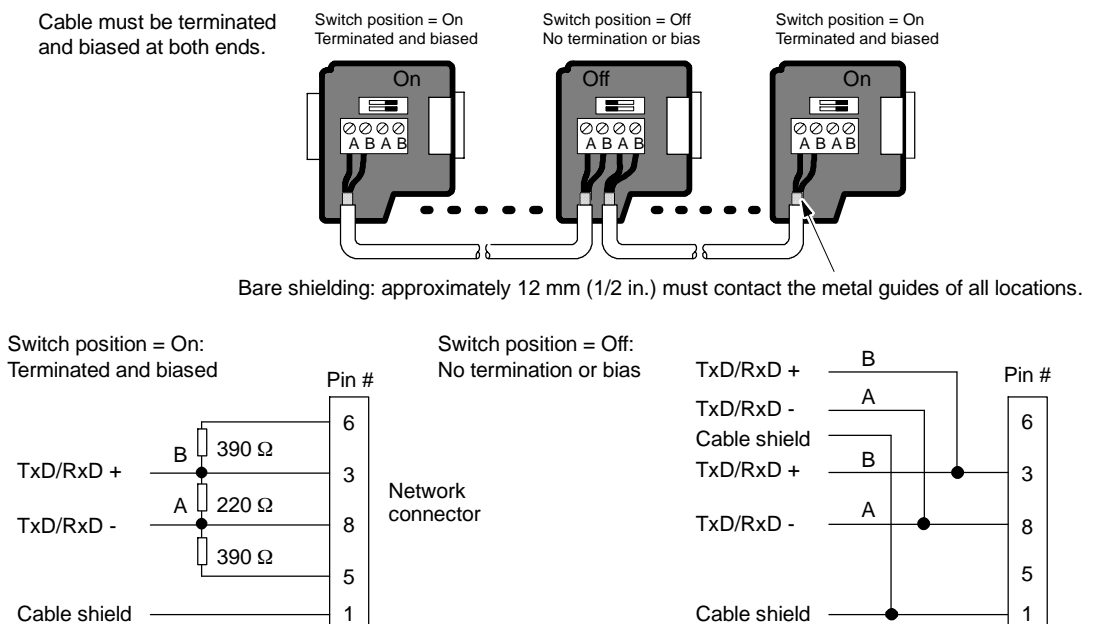 Cable must be terminated
and biased at both ends.
Switch position = On
Terminated and biased
Switch position = Off
No termination or bias
Switch position = On
Terminated and biased
On
Off
On
A B A B
A B A B
A B A B
Bare shielding: approximately 12 mm (1/2 in.) must contact the metal guides of all locations.
Switch position = On:
Terminated and biased
Pin #
6
390 Ω
B
TxD/RxD +
3
A
220 Ω
Network
connector
TxD/RxD -
8
390 Ω
5
Cable shield
1
Switch position = Off:
No termination or bias
Pin #
TxD/RxD +
B
6
TxD/RxD -
A
Cable shield
TxD/RxD +
B
3
TxD/RxD -
A
8
5
Cable shield
1